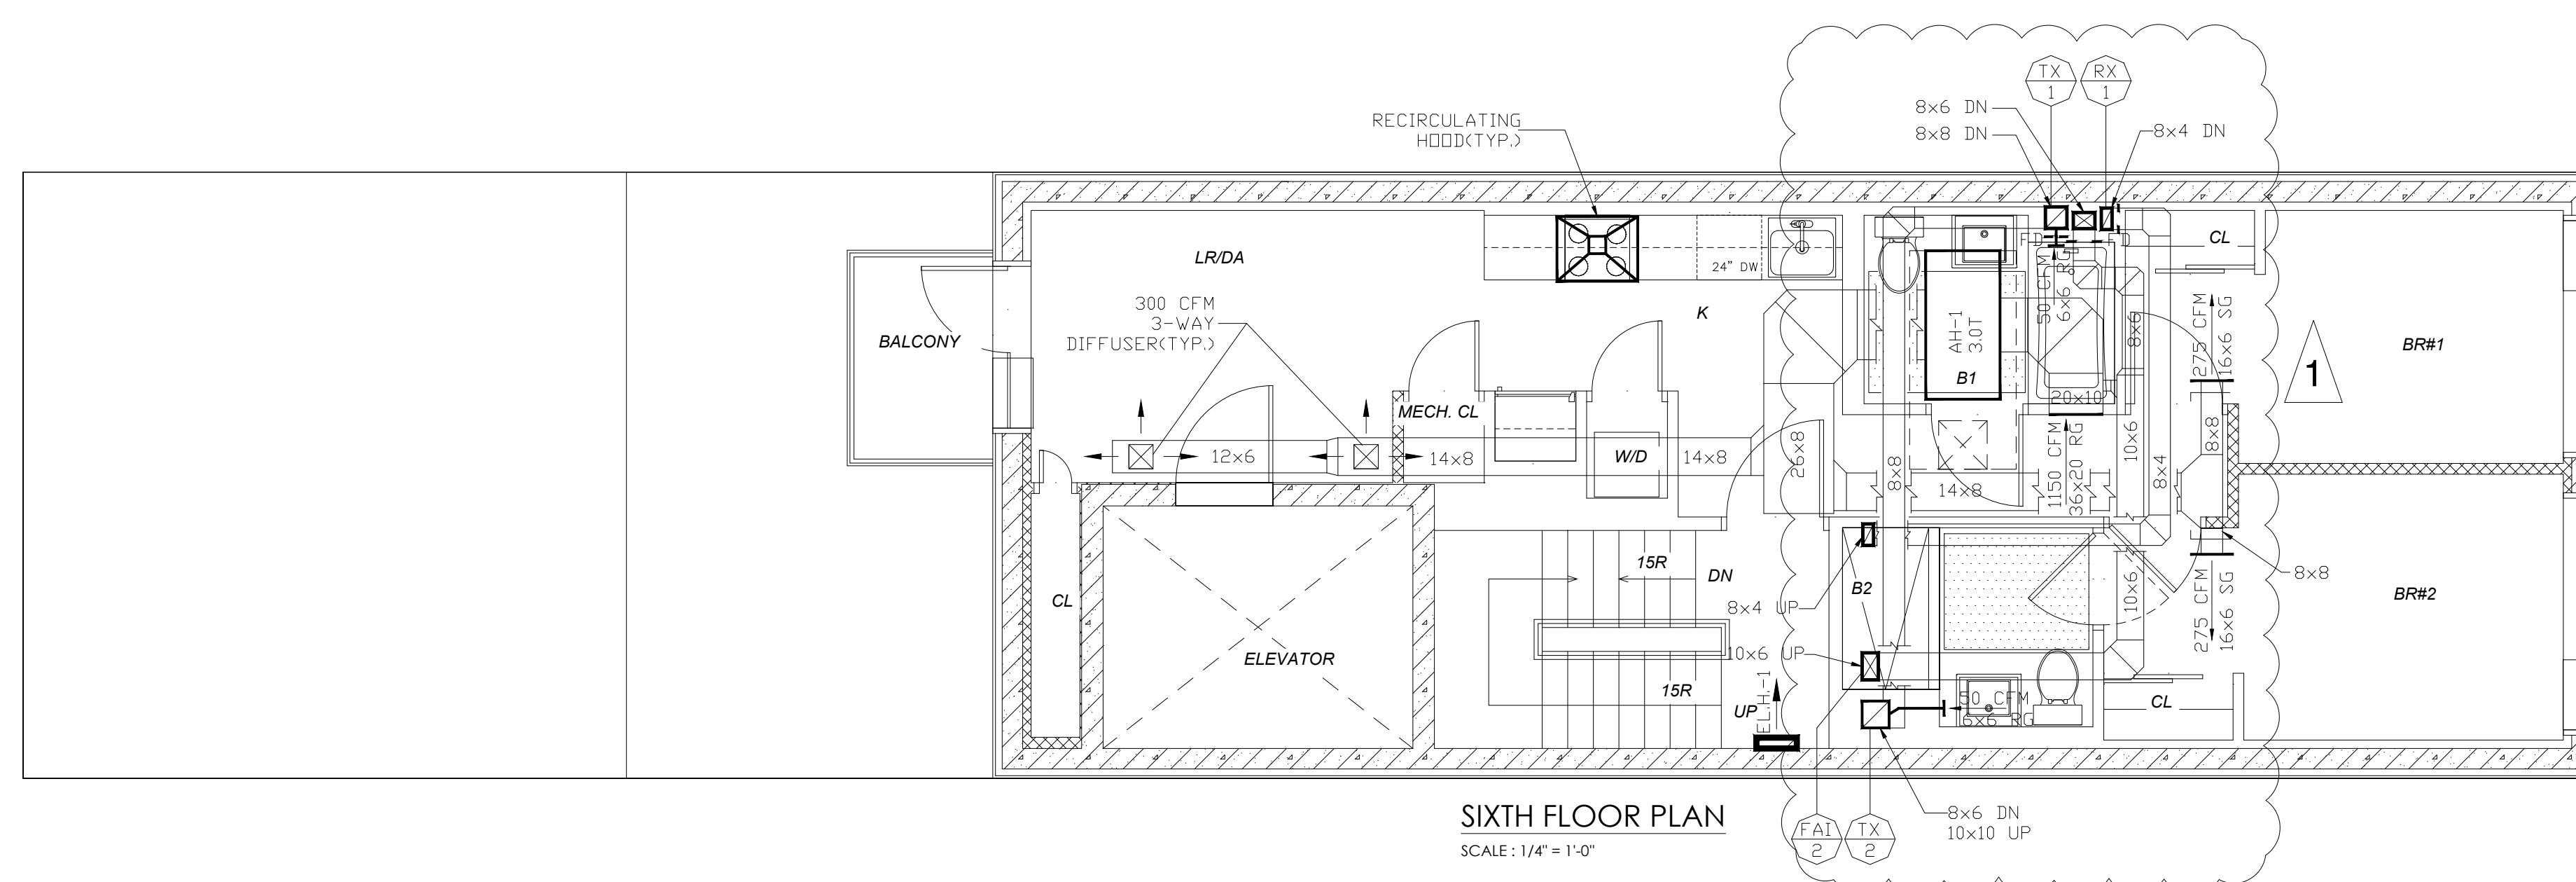 TX
1
RX
1
8x6 DN
8x8 DN
8x4 DN
RECIRCULATING
HOOD(TYP.)
LR/DA
24" DW
CL
FD
FD
300 CFM
3-WAY
DIFFUSER(TYP.)
K
BALCONY
AH-1
3.0T
B1
50 CFM
6x6 RG
8x6
275 CFM
16x6 SG
1
BR#1
20x10
MECH. CL
12x6
14x8
W/D
14x8
26x8
8x8
14x8
1150 CFM
36x20 RG
10x6
8x4
8x8
15R
DN
8x8
CL
B2
8x4 UP
10x6
275 CFM
16x6 SG
BR#2
ELEVATOR
10x6 UP
15R
UP
EL.H-1
50 CFM
6x6 RG
CL
SIXTH FLOOR PLAN
SCALE : 1/4" = 1'-0"
FAI
2
TX
2
8x6 DN
10x10 UP